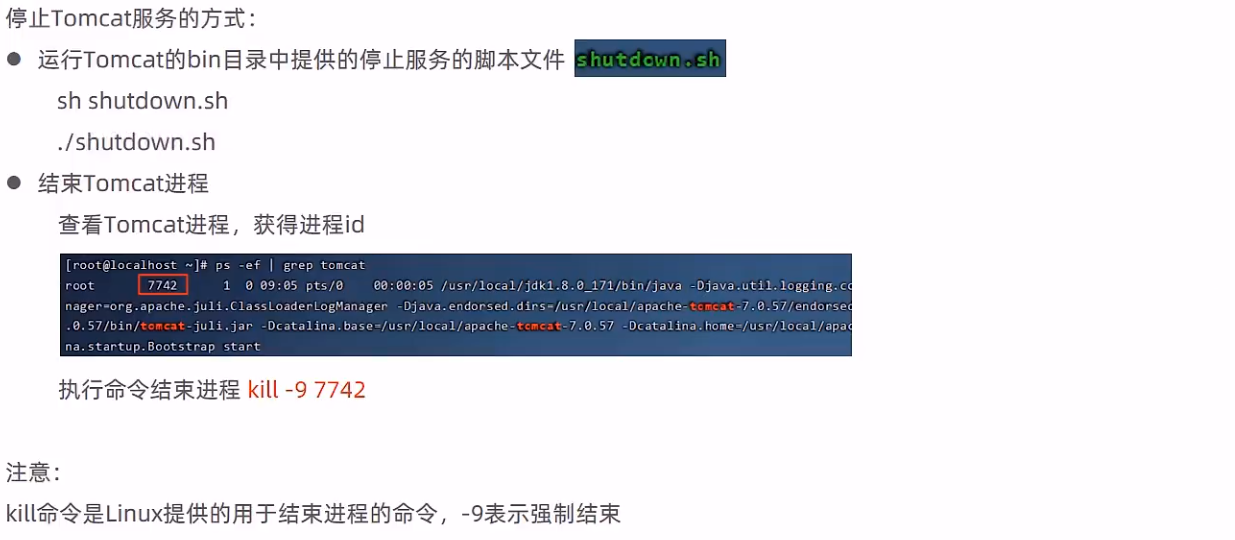 停止Tomcat服务的方式：
● 运行Tomcat的bin目录中提供的停止服务的脚本文件 shutdown.sh
sh shutdown.sh
./shutdown.sh
● 结束Tomcat进程
查看Tomcat进程，获得进程id
[root@localhost ~]# ps -ef | grep tomcat
root 7742 1 0 09:05 pts/0 00:00:05 /usr/local/jdk1.8.0_171/bin/java -Djava.util.logging.co
nager=org.apache.juli.ClassLoaderLogManager -Djava.endorsed.dirs=/usr/local/apache-tomcat-7.0.57/endorsed
.0.57/bin/tomcat-juli.jar -Dcatalina.base=/usr/local/apache-tomcat-7.0.57 -Dcatalina.home=/usr/local/apac
na.startup.Bootstrap start
执行命令结束进程 kill -9 7742
注意：
kill命令是Linux提供的用于结束进程的命令，-9表示强制结束